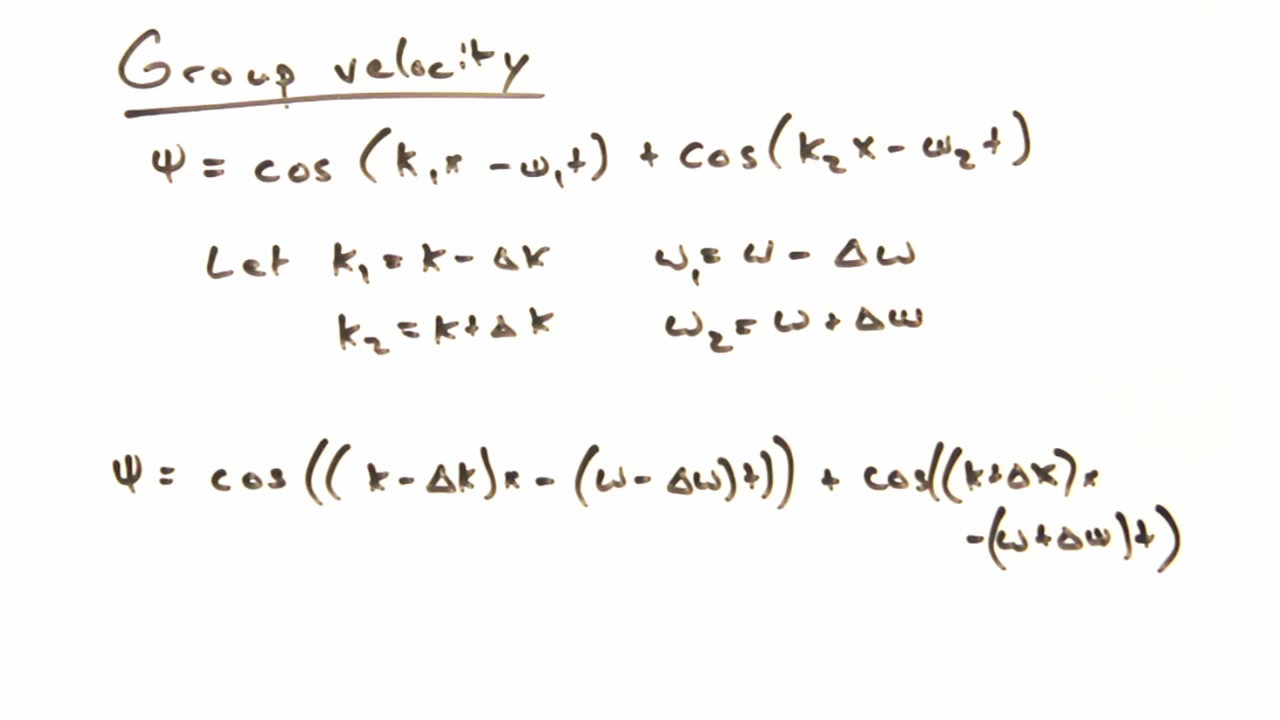 Group velocity
Ψ = cos (k₁x - ω₁t) + cos(k₂x - ω₂t)
Let k₁ = k - Δk ω₁ = ω - Δω
k₂ = k + Δk ω₂ = ω + Δω
Ψ = cos((k - Δk)x - (ω - Δω)t)) + cos((k+Δk)x
-(ω+Δω)t)